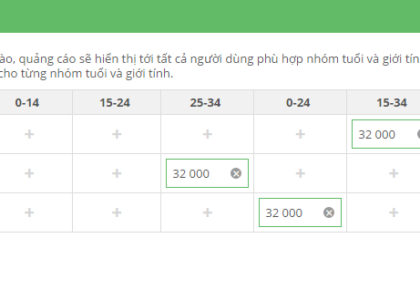 ào, quảng cáo sẽ hiển thị tới tất cả người dùng phù hợp nhóm tuổi và giới tín
cho từng nhóm tuổi và giới tính.
0-14 15-24 25-34 0-24 15-34
+ + + + 32 000
+ + 32 000 + +
+ + + 32 000 +